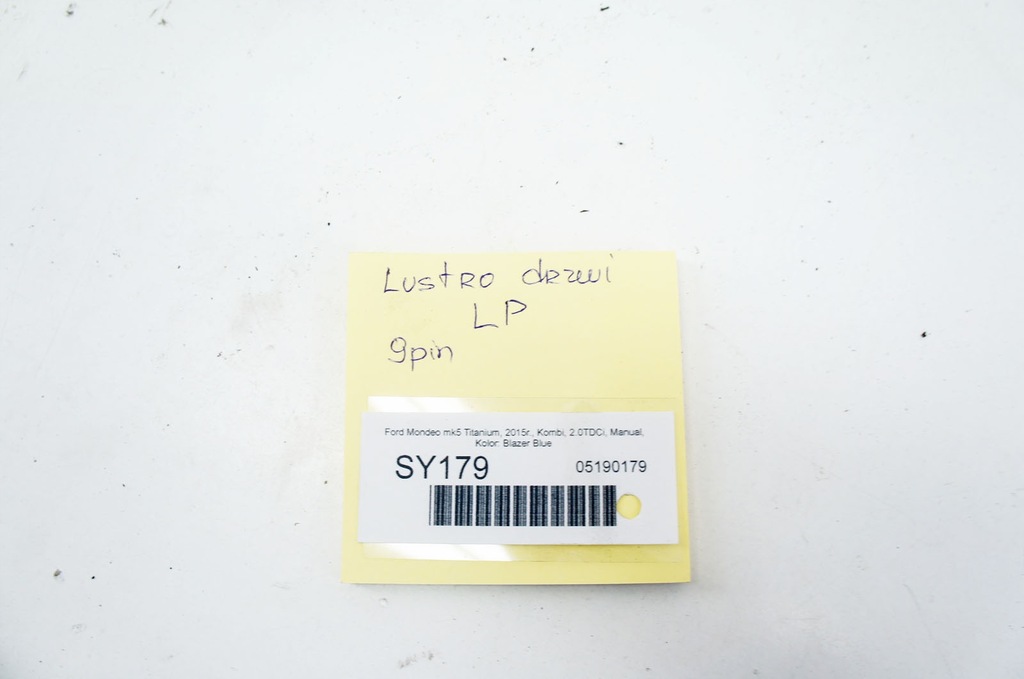 Lustro drzwi
LP
9pin
Ford Mondeo mk5 Titanium, 2015r., Kombi, 2.0TDCi, Manual,
Kolor: Blazer Blue
SY179 05190179